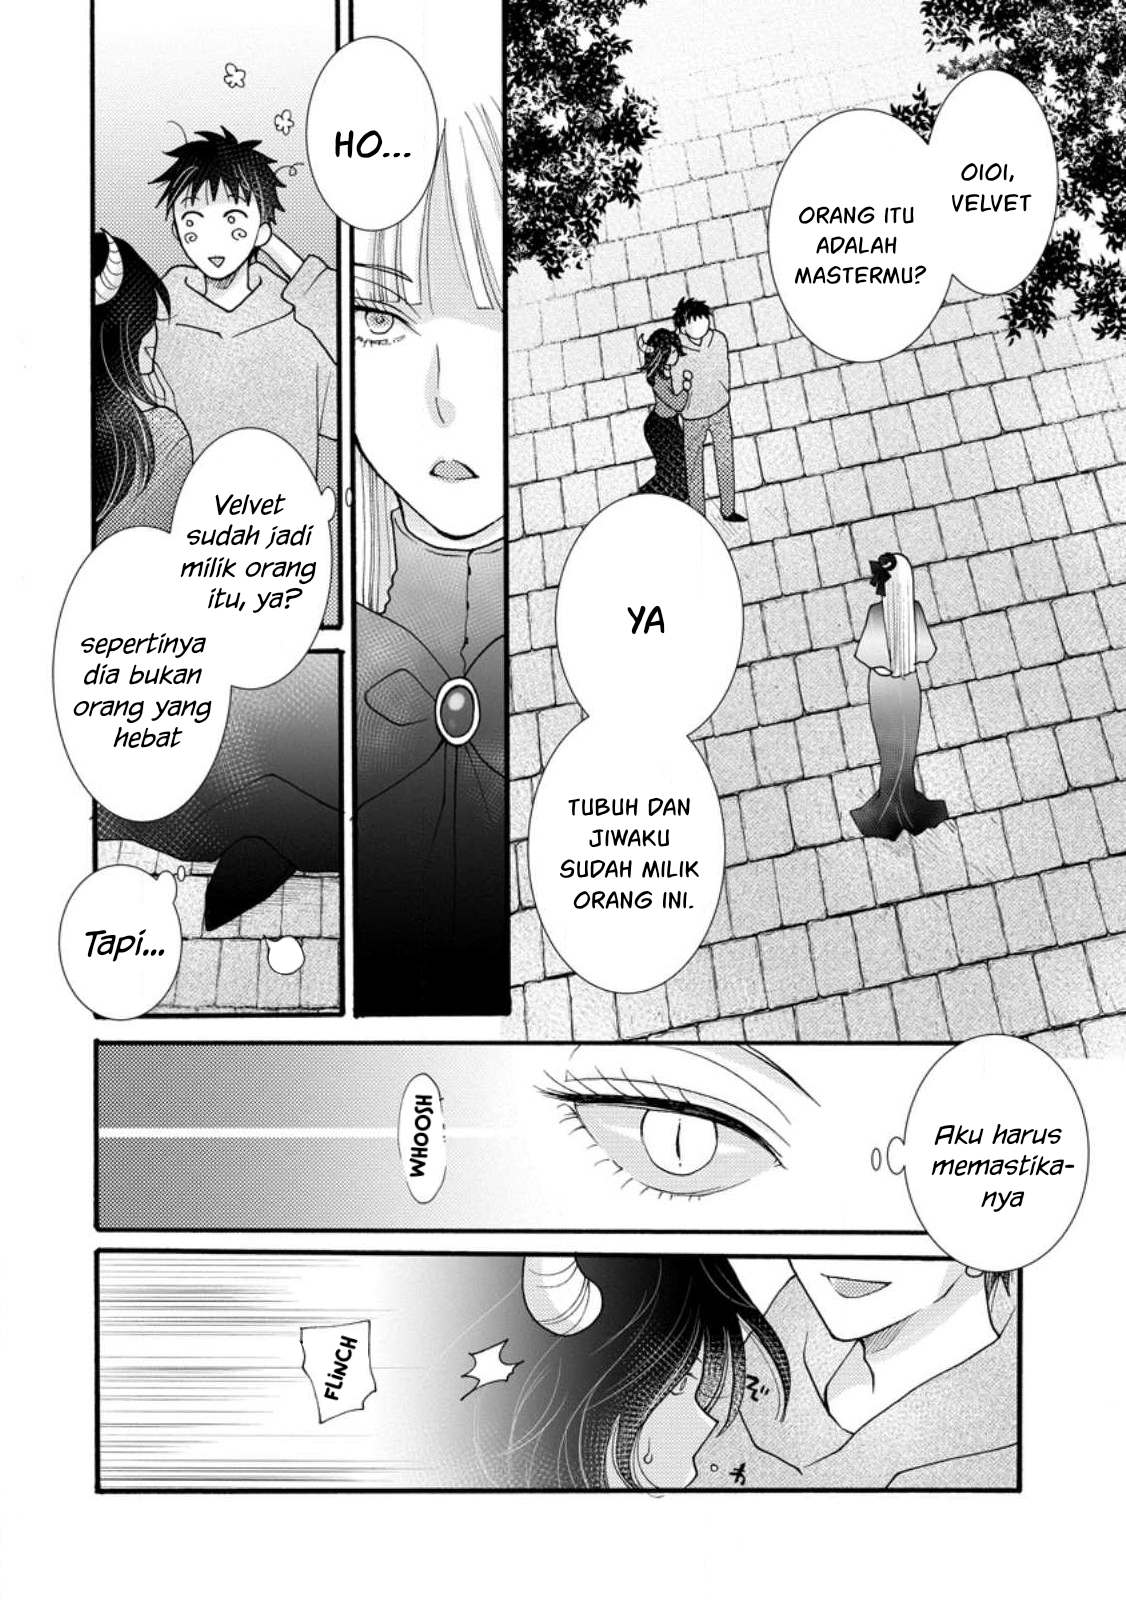 OIOI,
VELVET
ORANG ITU
ADALAH
MASTERMU?
YA
TUBUH DAN
JIWAKU
SUDAH MILIK
ORANG INI.
HO...
Velvet
sudah jadi
milik orang
itu, ya?
sepertinya
dia bukan
orang yang
hebat
Tapi...
Aku harus
memastika-
nya
WHOOSH
FLINCH